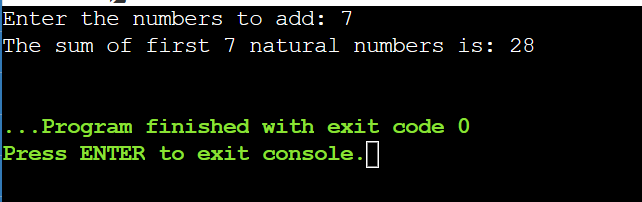 Enter the numbers to add: 7
The sum of first 7 natural numbers is: 28
...Program finished with exit code 0
Press ENTER to exit console.